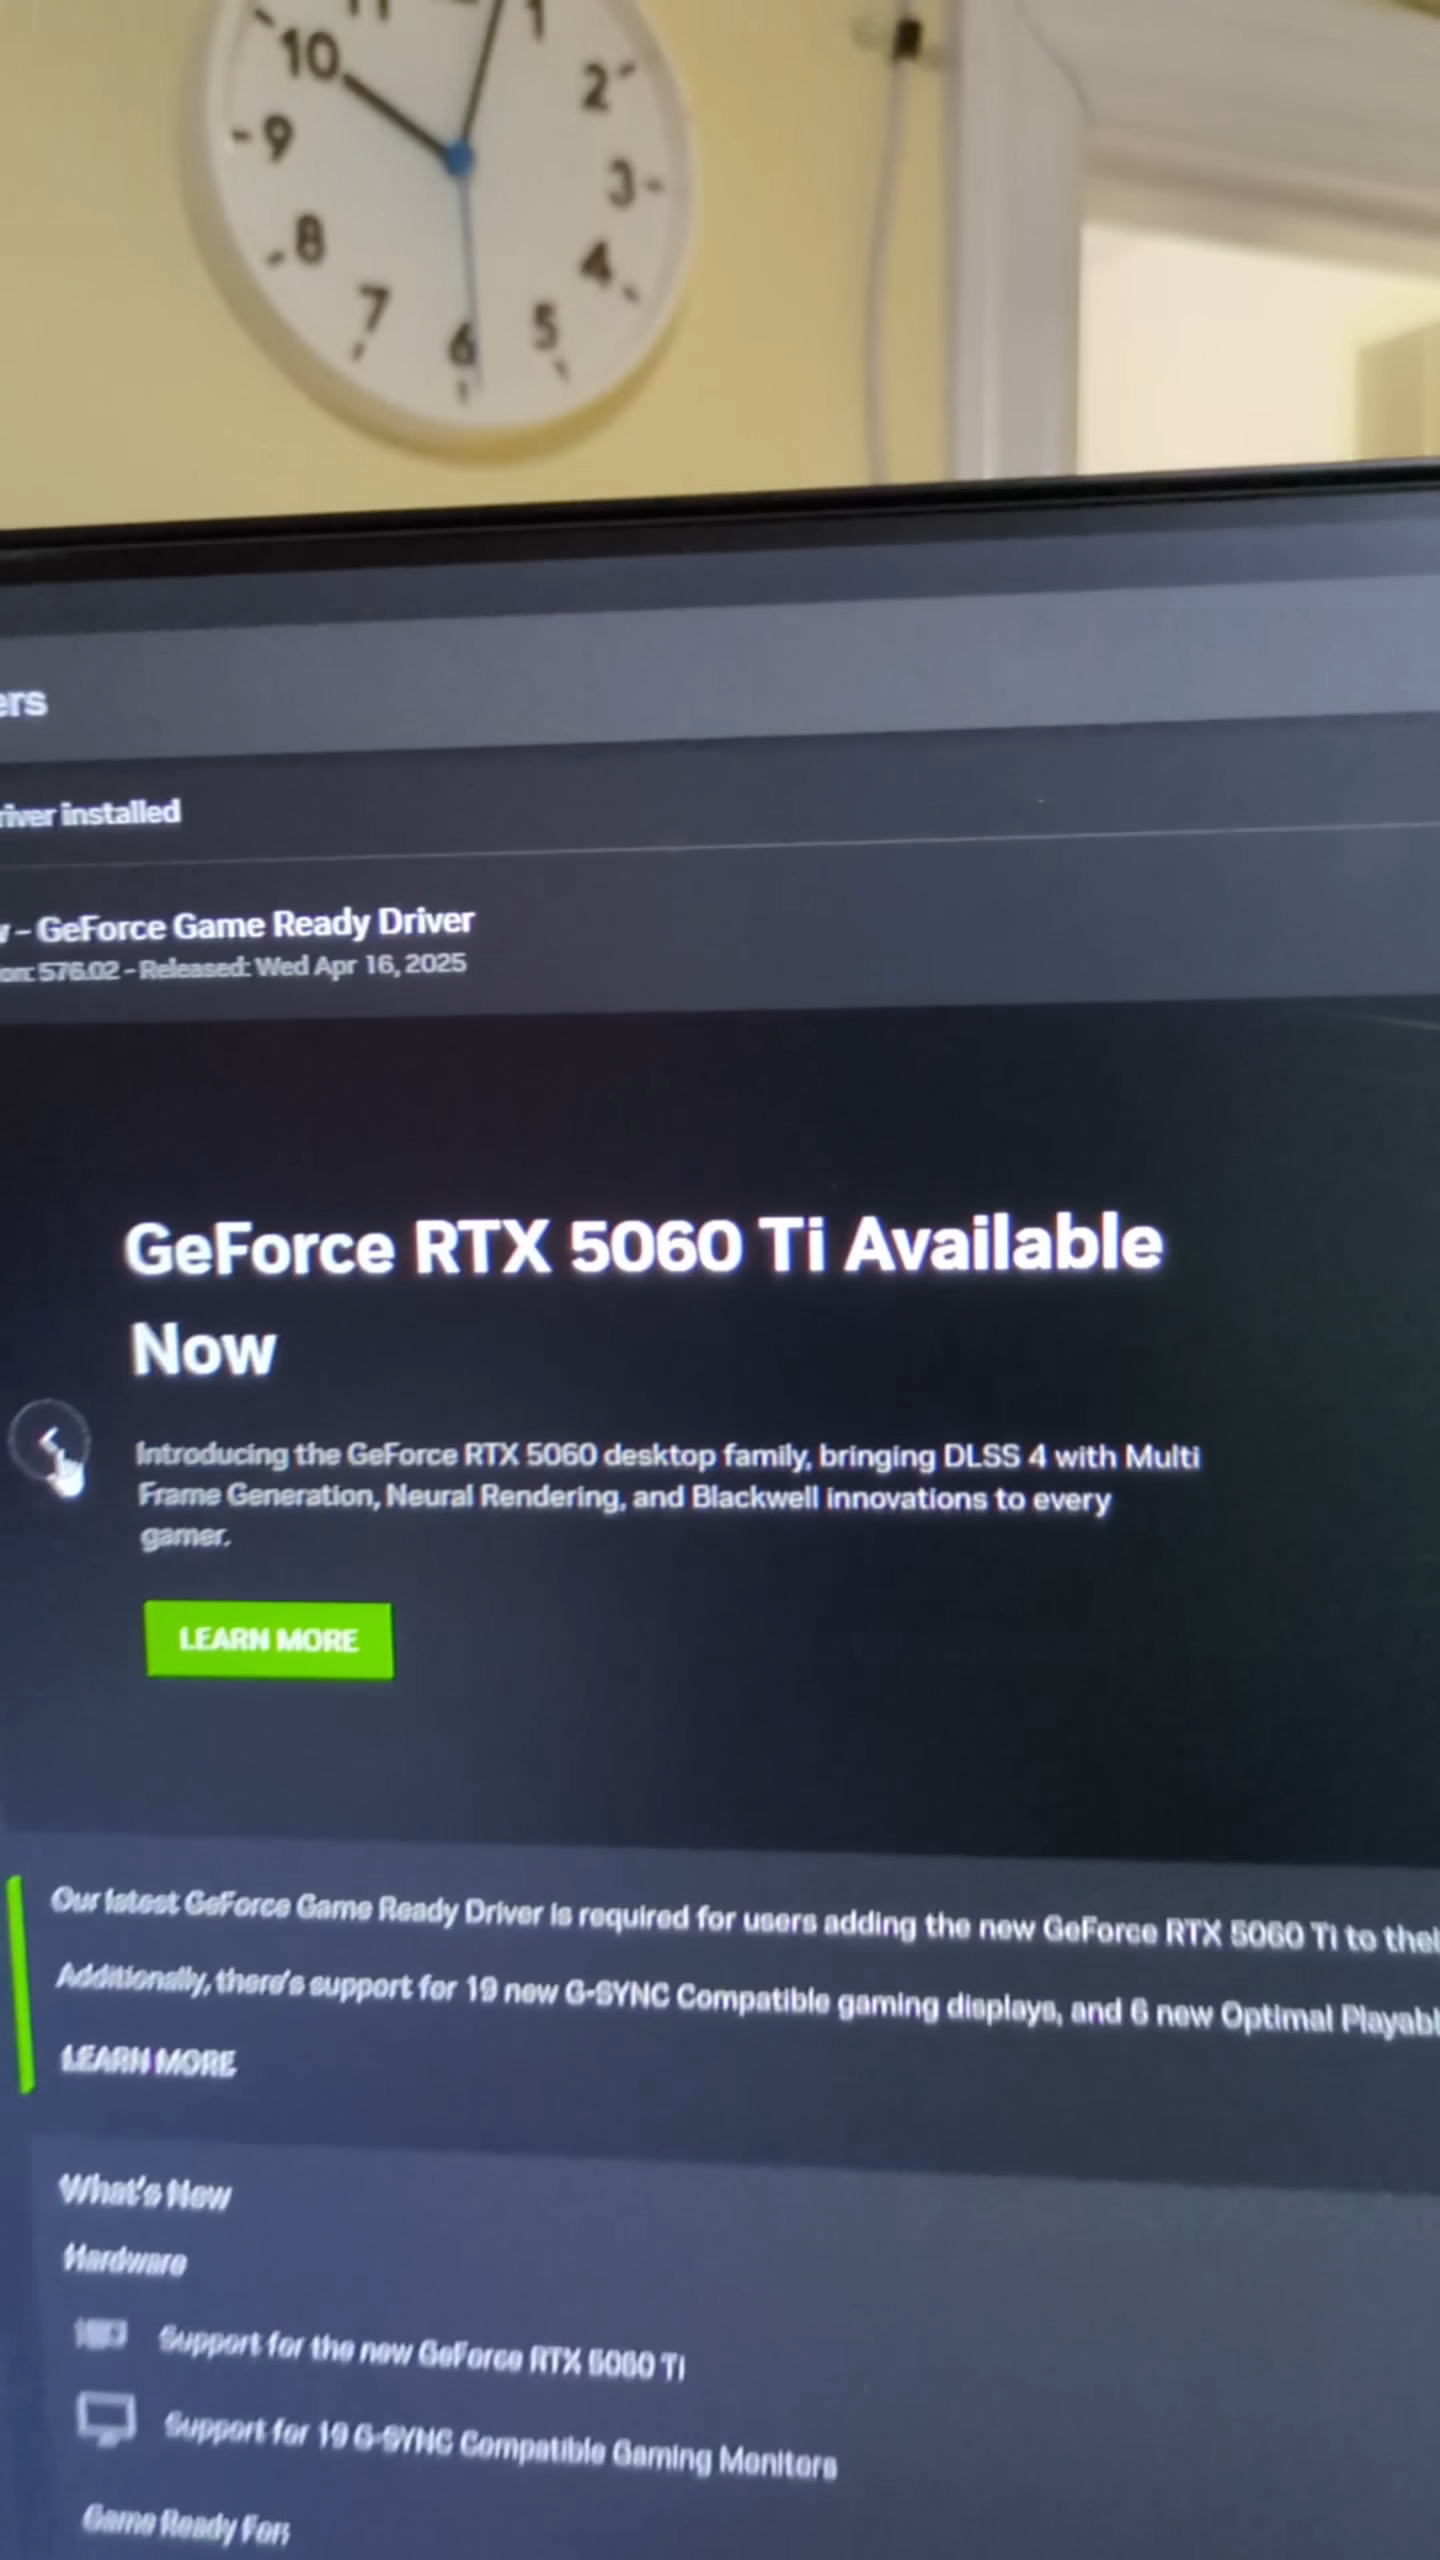 11
1
10
2
9
3
8
4
7
5
6
ers
river installed
- GeForce Game Ready Driver
on: 576.02 - Released: Wed Apr 16, 2025
GeForce RTX 5060 Ti Available
Now
Introducing the GeForce RTX 5060 desktop family, bringing DLSS 4 with Multi
Frame Generation, Neural Rendering, and Blackwell innovations to every
gamer.
LEARN MORE
Our latest GeForce Game Ready Driver is required for users adding the new GeForce RTX 5060 Ti to thei
Additionally, there's support for 19 new G-SYNC Compatible gaming displays, and 6 new Optimal Playabl
LEARN MORE
What's New
Hardware
Support for the new GeForce RTX 5060 Ti
Support for 19 G-SYNC Compatible Gaming Monitors
Game Ready For: